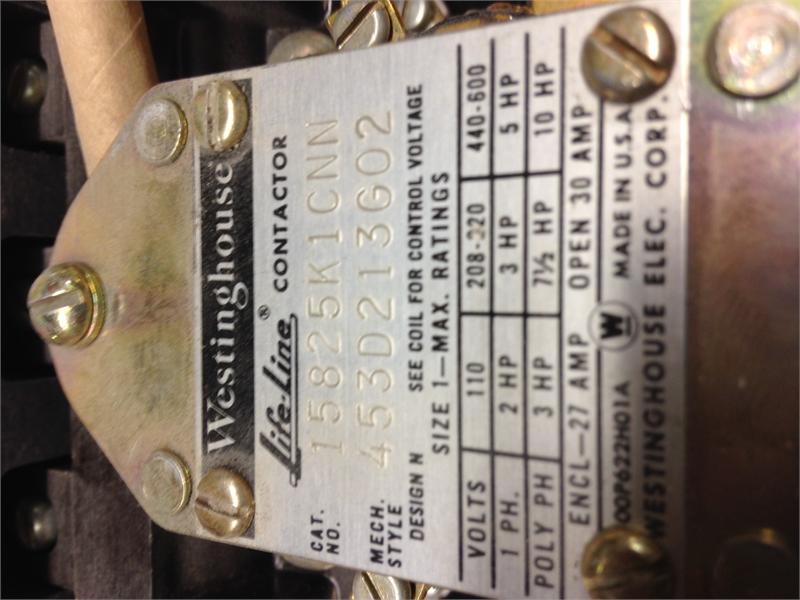 Westinghouse
Life-Line® CONTACTOR
CAT. NO. 15825K1CNN
MECH. STYLE 453D213G02
DESIGN N SEE COIL FOR CONTROL VOLTAGE
SIZE 1—MAX. RATINGS
VOLTS 110 208-220 440-600
1 PH. 2 HP 3 HP 5 HP
POLY PH 3 HP 7½ HP 10 HP
ENCL—27 AMP OPEN 30 AMP
00P622H01A W MADE IN U.S.A.
WESTINGHOUSE ELEC. CORP.